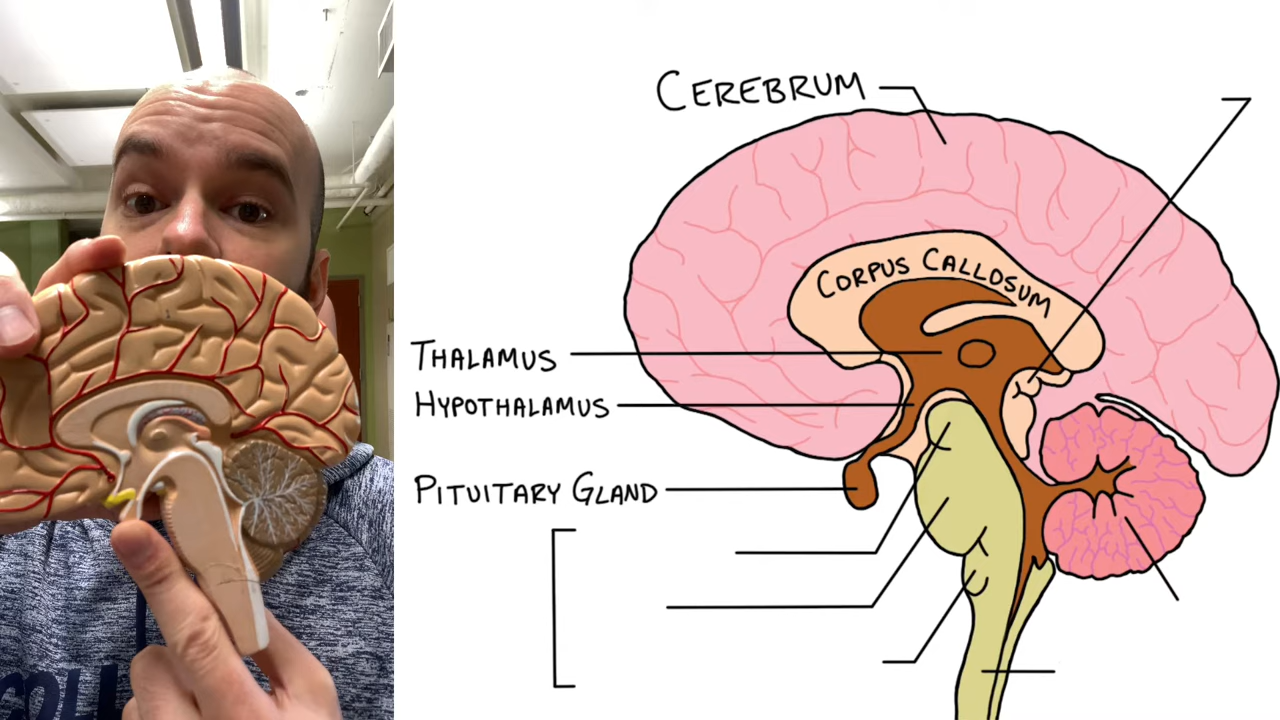 CEREBRUM
CORPUS CALLOSUM
THALAMUS
HYPOTHALAMUS
PITUITARY GLAND